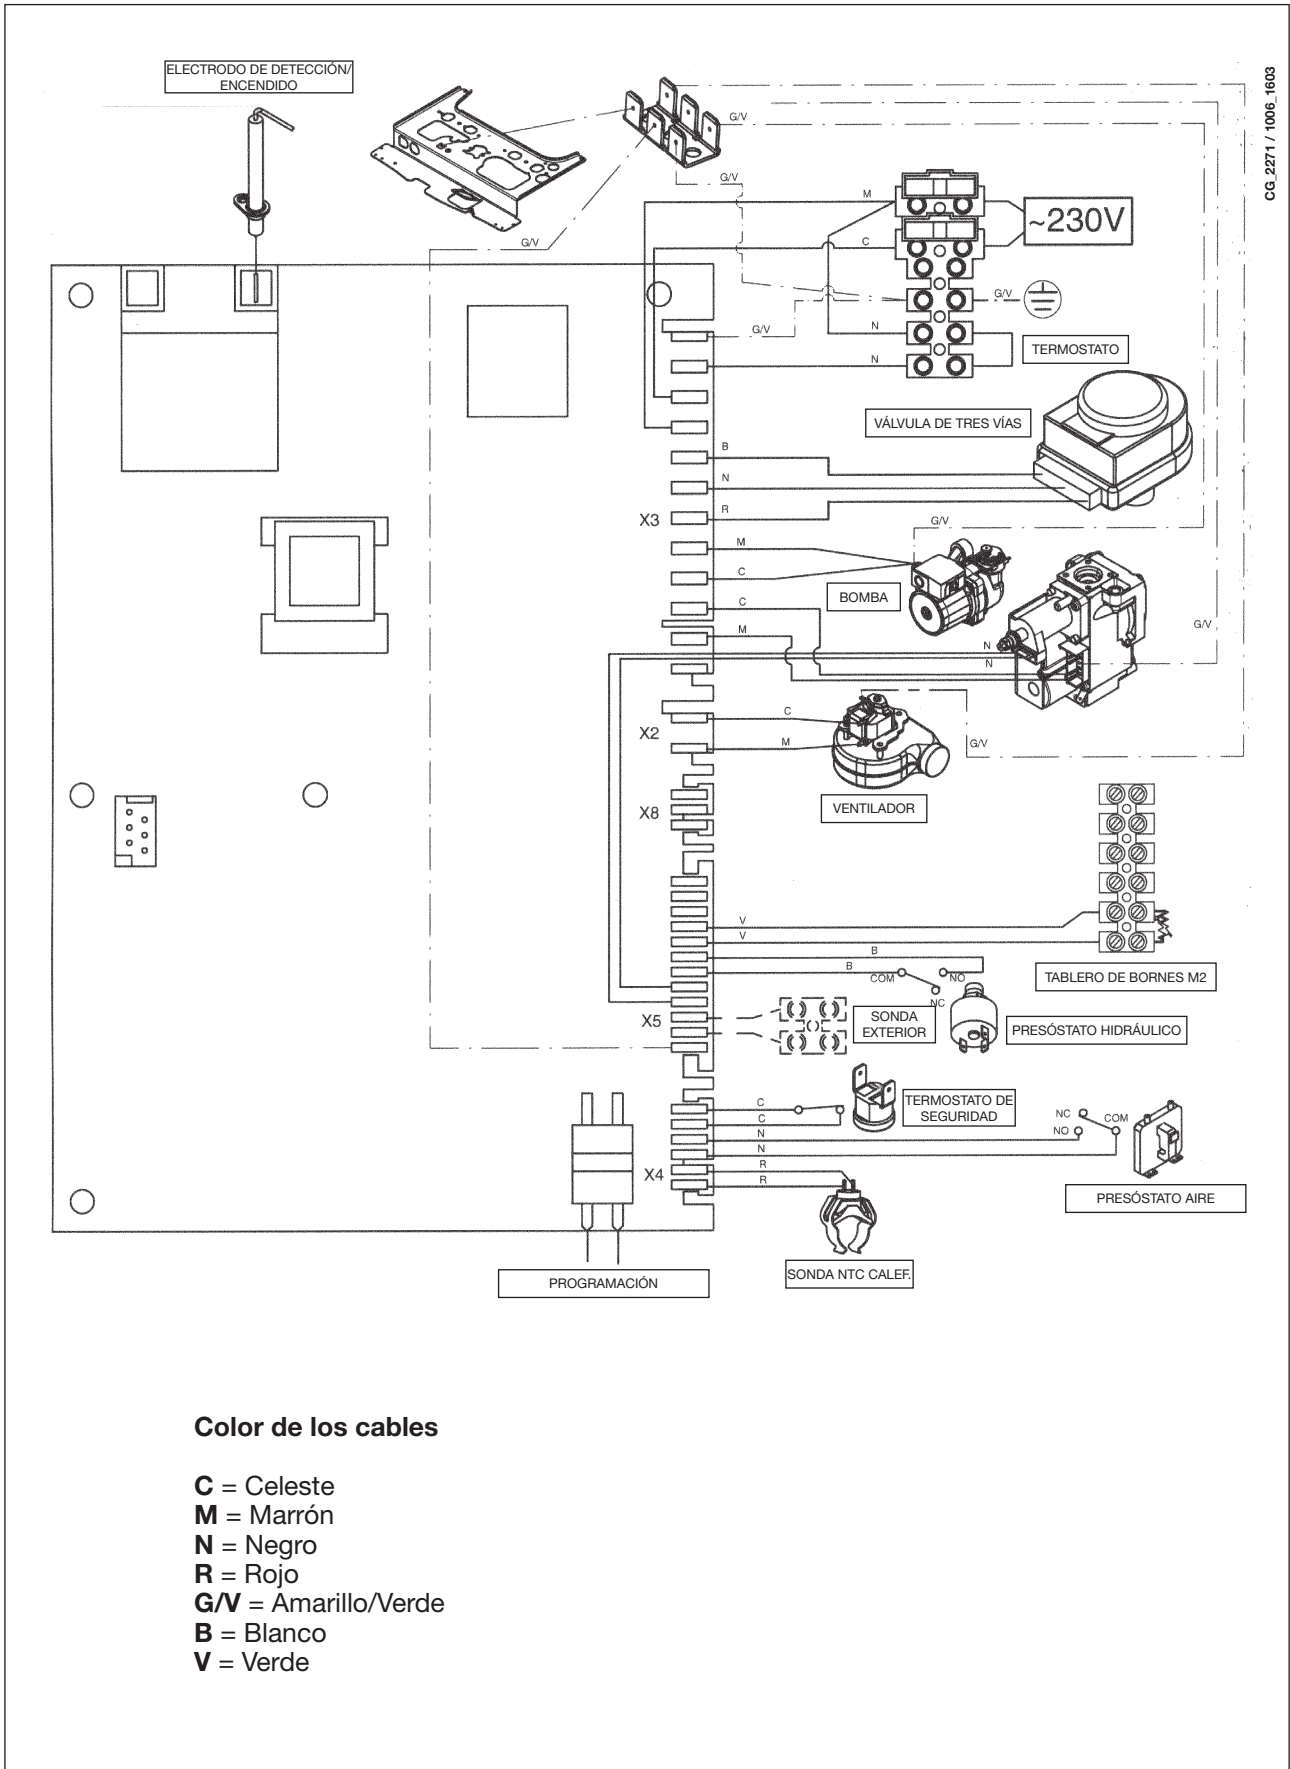 ELECTRODO DE DETECCIÓN/
ENCENDIDO
CG_2271 / 1006_1603
G/V
G/V
M
~230V
C
G/V
G/V
G/V
N
TERMOSTATO
N
VÁLVULA DE TRES VÍAS
B
N
R
X3
G/V
M
C
BOMBA
C
M
G/V
N
N
C
X2
M
G/V
VENTILADOR
X8
V
V
B
B
COM
NO
NC
TABLERO DE BORNES M2
X5
SONDA
EXTERIOR
PRESÓSTATO HIDRÁULICO
C
C
TERMOSTATO DE
SEGURIDAD
NC
COM
NO
N
N
R
X4
R
PRESÓSTATO AIRE
SONDA NTC CALEF.
PROGRAMACIÓN
Color de los cables
C = Celeste
M = Marrón
N = Negro
R = Rojo
G/V = Amarillo/Verde
B = Blanco
V = Verde